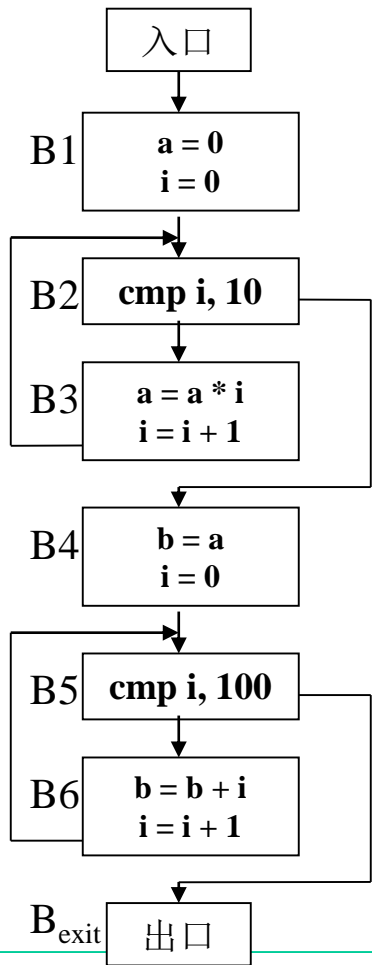 入口
B1
a = 0
i = 0
B2
cmp i, 10
B3
a = a * i
i = i + 1
B4
b = a
i = 0
B5
cmp i, 100
B6
b = b + i
i = i + 1
Bexit
出口